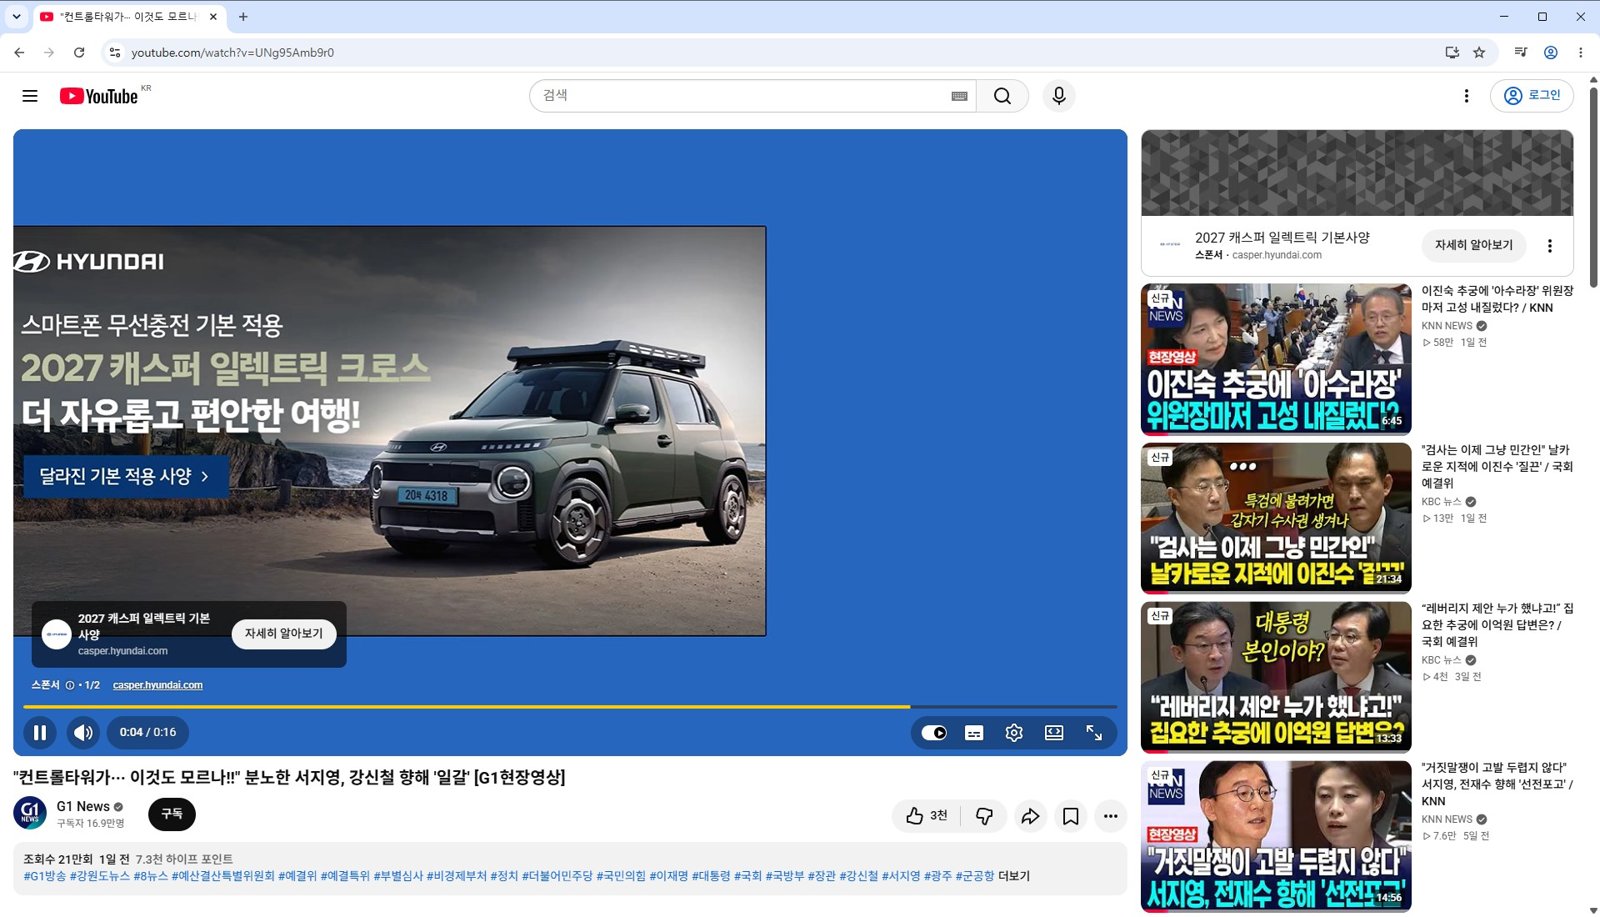 "컨트롤타워가··· 이것도 모르나
youtube.com/watch?v=UNg95Amb9r0
YouTube KR
검색
로그인
HYUNDAI
스마트폰 무선충전 기본 적용
2027 캐스퍼 일렉트릭 크로스
더 자유롭고 편안한 여행!
달라진 기본 적용 사양 >
4318
2027 캐스퍼 일렉트릭 기본
사양
casper.hyundai.com
자세히 알아보기
스폰서 · 1/2 casper.hyundai.com
0:04 / 0:16
"컨트롤타워가··· 이것도 모르나!!" 분노한 서지영, 강신철 향해 '일갈' [G1현장영상]
G1 NEWS
G1 News
구독자 16.9만명
구독
3천
조회수 21만회 1일 전 7.3천 하이프 포인트
#G1방송 #강원도뉴스 #8뉴스 #예산결산특별위원회 #예결위 #예결특위 #부별심사 #비경제부처 #정치 #더불어민주당 #국민의힘 #이재명 #대통령 #국회 #국방부 #장관 #강신철 #서지영 #광주 #군공항 더보기
2027 캐스퍼 일렉트릭 기본사양
스폰서 · casper.hyundai.com
자세히 알아보기
신규
KNN
NEWS
현장영상
이진숙 추궁에 '아수라장'
위원장마저 고성 내질렀다?
6:45
이진숙 추궁에 '아수라장' 위원장
마저 고성 내질렀다? / KNN
KNN NEWS
58만 1일 전
신규
특검에 불려가면
갑자기 수사권 생겨나
"검사는 이제 그냥 민간인"
날카로운 지적에 이진수 '질끈'
21:34
"검사는 이제 그냥 민간인" 날카
로운 지적에 이진수 '질끈' / 국회
예결위
KBC 뉴스
13만 1일 전
신규
대통령
본인이야?
"레버리지 제안 누가 했냐고!"
집요한 추궁에 이억원 답변은?
13:33
"레버리지 제안 누가 했냐고!" 집
요한 추궁에 이억원 답변은? /
국회 예결위
KBC 뉴스
4천 3일 전
신규
KNN
NEWS
현장영상
"거짓말쟁이 고발 두렵지 않다"
서지영, 전재수 향해 '선전포고'
14:56
"거짓말쟁이 고발 두렵지 않다"
서지영, 전재수 향해 '선전포고' /
KNN
KNN NEWS
7.6만 5일 전